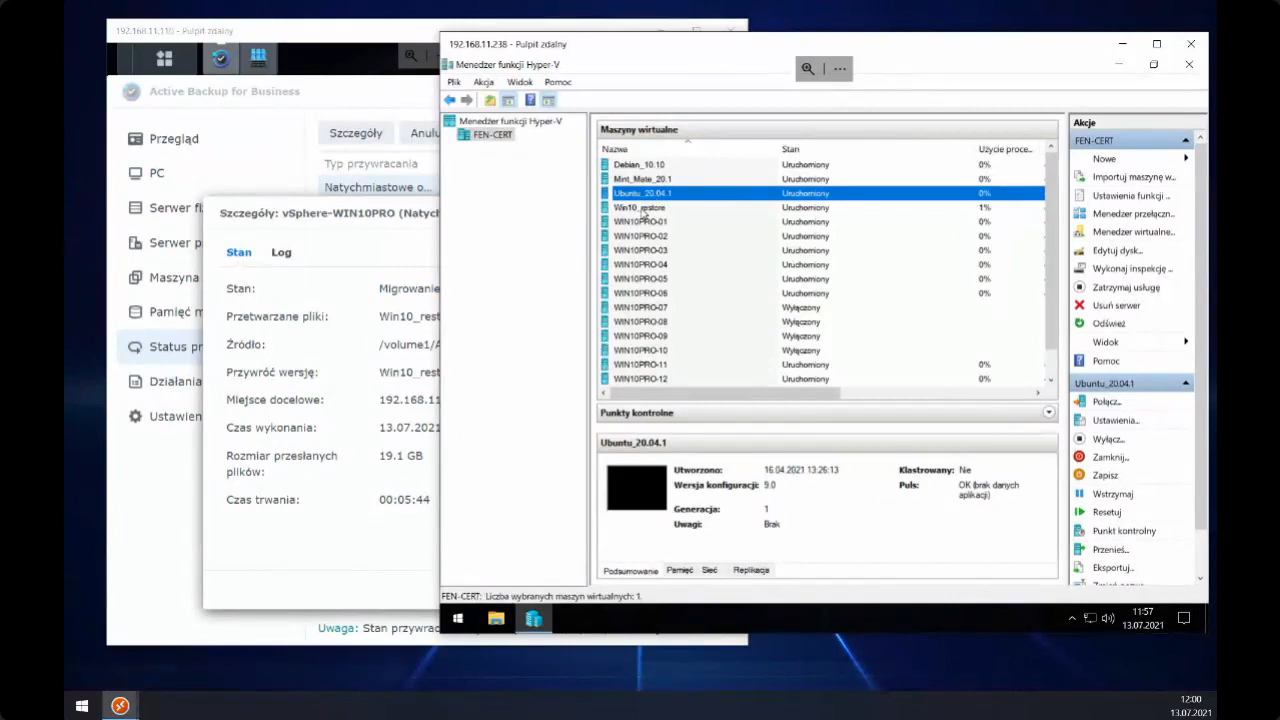 192.168.11.110 - Pulpit zdalny
Active Backup for Business
Przegląd
PC
Serwer
Serwer
Maszyna
Pamięć
Status
Działania
Szczegóły
Typ przywracania
Natychmiastowe o...
Szczegóły: vSphere-WIN10PRO
Stan
Log
Stan:
Migrowanie
Przetwarzane pliki:
Źródło:
/volume1/
Przywróć wersję:
Miejsce docelowe:
192.168.11
Czas wykonania:
13.07.2021
Rozmiar przesłanych
plików:
19.1 GB
Czas trwania:
00:05:44
Uwaga: Stan
192.168.11.238 - Pulpit zdalny
Menedżer funkcji Hyper-V
Plik Akcja Widok Pomoc
Menedżer funkcji Hyper-V
FEN-CERT
Maszyny wirtualne
Nazwa Stan Użycie proce...
Debian_10.10 Uruchomiony 0%
Mint_Mate_20.1 Uruchomiony 0%
Ubuntu_20.04.1 Uruchomiony 0%
Win10_restore Uruchomiony 1%
WIN10PRO-01 Uruchomiony 0%
WIN10PRO-02 Uruchomiony 0%
WIN10PRO-03 Uruchomiony 0%
WIN10PRO-04 Uruchomiony 0%
WIN10PRO-05 Uruchomiony 0%
WIN10PRO-06 Uruchomiony 0%
WIN10PRO-07 Wyłączony
WIN10PRO-08 Wyłączony
WIN10PRO-09 Wyłączony
WIN10PRO-10 Wyłączony
WIN10PRO-11 Uruchomiony 0%
WIN10PRO-12 Uruchomiony 0%
Punkty kontrolne
Ubuntu_20.04.1
Utworzono: 16.04.2021 13:26:13 Klastrowany: Nie
Wersja konfiguracji: 9.0 Puls: OK (brak danych
aplikacji)
Generacja: 1
Uwagi: Brak
Podsumowanie Pamięć Sieć Replikacja
Akcje
FEN-CERT
Nowe
Importuj maszynę w...
Ustawienia funkcji ...
Menedżer przełączn...
Menedżer wirtualne...
Edytuj dysk...
Wykonaj inspekcję ...
Zatrzymaj usługę
Usuń serwer
Odśwież
Widok
Pomoc
Ubuntu_20.04.1
Połącz...
Ustawienia...
Wyłącz...
Zamknij...
Zapisz
Wstrzymaj
Resetuj
Punkt kontrolny
Przenieś...
Eksportuj...
FEN-CERT: Liczba wybranych maszyn wirtualnych: 1.
11:57
13.07.2021
12:00
13.07.2021